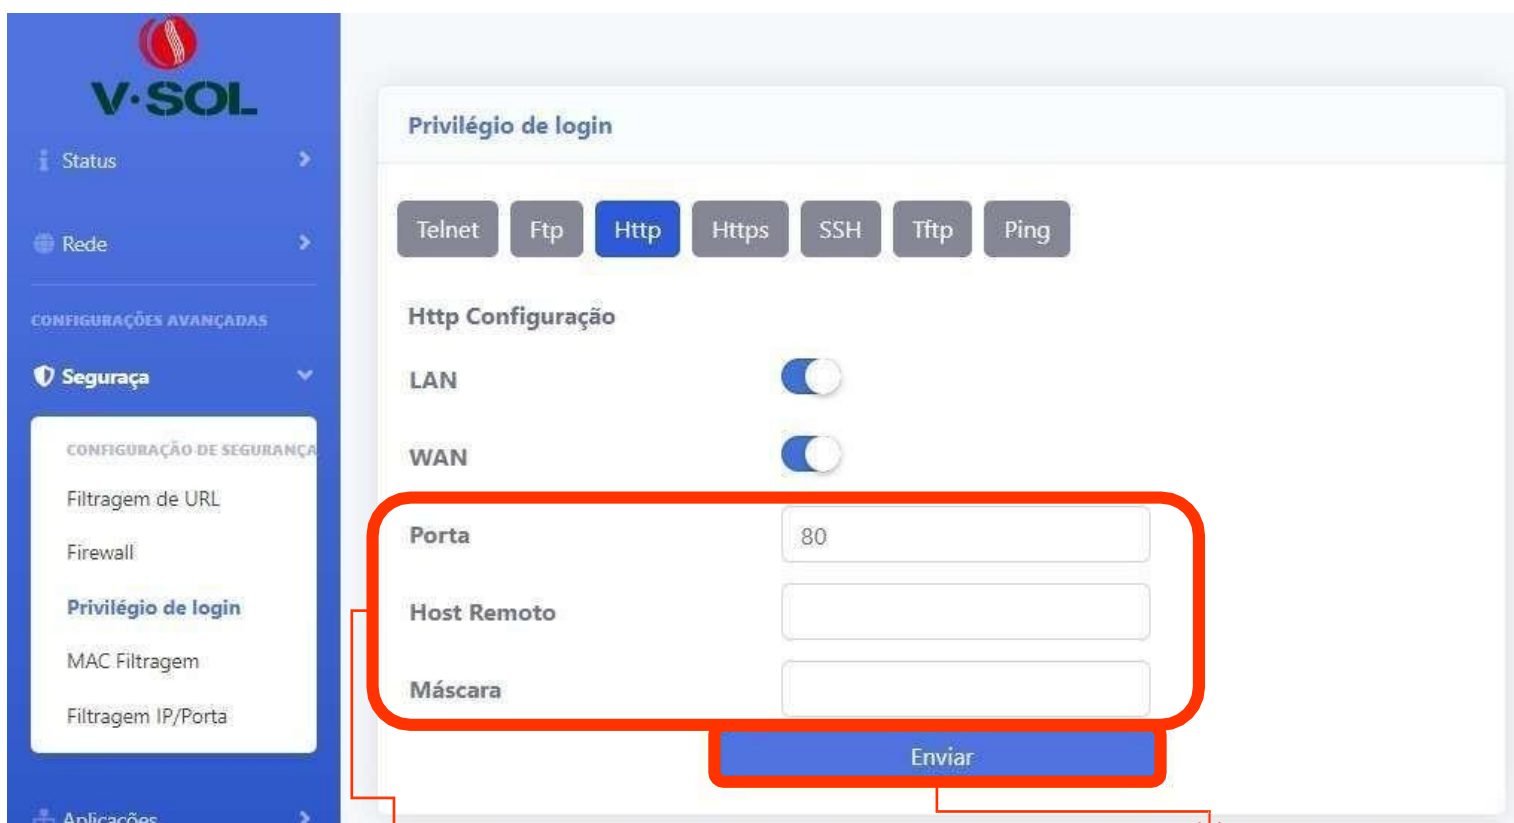 V·SOL
Status
Rede
CONFIGURAÇÕES AVANÇADAS
Seguraça
CONFIGURAÇÃO DE SEGURANÇA
Filtragem de URL
Firewall
Privilégio de login
MAC Filtragem
Filtragem IP/Porta
Aplicações
Privilégio de login
Telnet Ftp Http Https SSH Tftp Ping
Http Configuração
LAN
WAN
Porta 80
Host Remoto
Máscara
Enviar